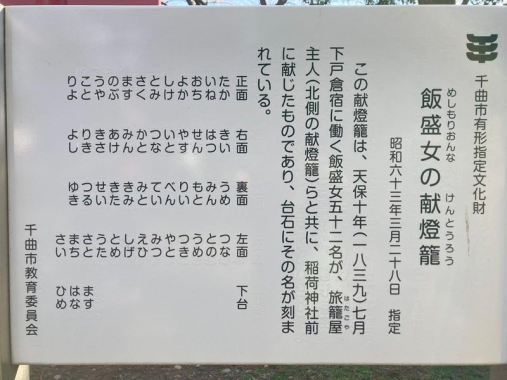 千曲市有形指定文化財
飯盛女の献燈籠
めしもりおんな　けんとうろう
昭和六十三年三月二十八日　指定
この献燈籠は、天保十年(一八三九)七月
下戸倉宿に働く飯盛女五十二名が、旅籠屋
はたごや
主人(北側の献燈籠)らと共に、稲荷神社前
に献じたものであり、台石にその名が刻ま
れている。
正面　右面　裏面　左面　下台
たか　きい　うめ　つな
いね　はつ　みん　との
おち　せん　もん　うめ
よか　やす　りい　つき
しけ　いと　べん　やと
とく　つな　てい　みつ
さみ　かと　みと　えひ
ます　みん　きみ　しげ
のぶ　あけ　せた　とめ
うや　きさ　きい　うた
こと　よし　つる　さと　ます
りよ　りき　ゆき　まち　はな
さい　ひめ
千曲市教育委員会